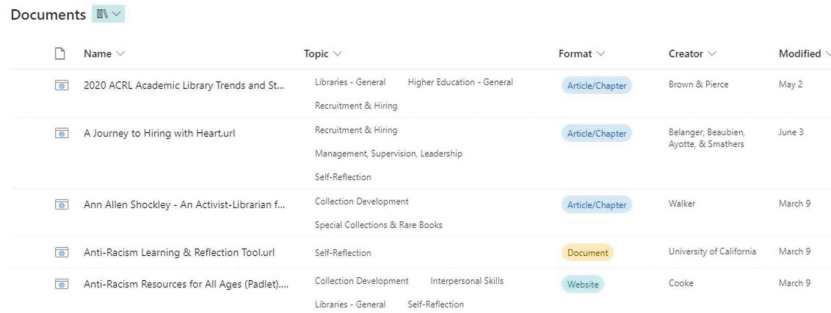 Documents
Name Topic Format Creator Modified
2020 ACRL Academic Library Trends and St... Libraries - General Higher Education - General Article/Chapter Brown & Pierce May 2
Recruitment & Hiring
A Journey to Hiring with Heart.url Recruitment & Hiring Article/Chapter Belanger, Beaubien, June 3
Ayotte, & Smathers
Management, Supervision, Leadership
Self-Reflection
Ann Allen Shockley - An Activist-Librarian f... Collection Development Article/Chapter Walker March 9
Special Collections & Rare Books
Anti-Racism Learning & Reflection Tool.url Self-Reflection Document University of California March 9
Anti-Racism Resources for All Ages (Padlet).... Collection Development Interpersonal Skills Website Cooke March 9
Libraries - General Self-Reflection